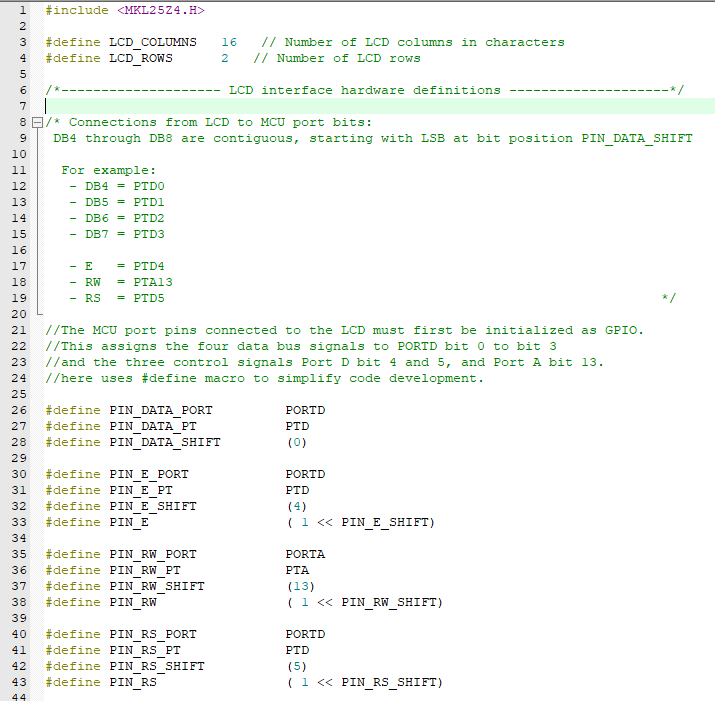 1 #include <MKL25Z4.H>
2
3 #define LCD_COLUMNS 16 // Number of LCD columns in characters
4 #define LCD_ROWS 2 // Number of LCD rows
5
6 /*-------------------- LCD interface hardware definitions --------------------*/
7
8 /* Connections from LCD to MCU port bits:
9 DB4 through DB8 are contiguous, starting with LSB at bit position PIN_DATA_SHIFT
10
11 For example:
12 - DB4 = PTD0
13 - DB5 = PTD1
14 - DB6 = PTD2
15 - DB7 = PTD3
16
17 - E = PTD4
18 - RW = PTA13
19 - RS = PTD5 */
20
21 //The MCU port pins connected to the LCD must first be initialized as GPIO.
22 //This assigns the four data bus signals to PORTD bit 0 to bit 3
23 //and the three control signals Port D bit 4 and 5, and Port A bit 13.
24 //here uses #define macro to simplify code development.
25
26 #define PIN_DATA_PORT PORTD
27 #define PIN_DATA_PT PTD
28 #define PIN_DATA_SHIFT (0)
29
30 #define PIN_E_PORT PORTD
31 #define PIN_E_PT PTD
32 #define PIN_E_SHIFT (4)
33 #define PIN_E ( 1 << PIN_E_SHIFT)
34
35 #define PIN_RW_PORT PORTA
36 #define PIN_RW_PT PTA
37 #define PIN_RW_SHIFT (13)
38 #define PIN_RW ( 1 << PIN_RW_SHIFT)
39
40 #define PIN_RS_PORT PORTD
41 #define PIN_RS_PT PTD
42 #define PIN_RS_SHIFT (5)
43 #define PIN_RS ( 1 << PIN_RS_SHIFT)
44